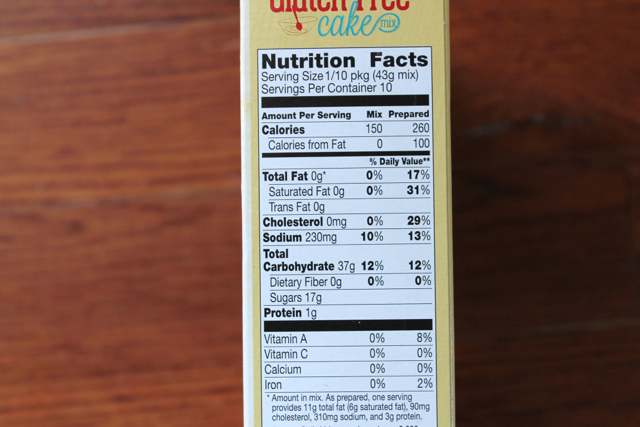 Gluten Free
cake mix
Nutrition Facts
Serving Size 1/10 pkg (43g mix)
Servings Per Container 10
Amount Per Serving Mix Prepared
Calories 150 260
Calories from Fat 0 100
% Daily Value**
Total Fat 0g* 0% 17%
Saturated Fat 0g 0% 31%
Trans Fat 0g
Cholesterol 0mg 0% 29%
Sodium 230mg 10% 13%
Total
Carbohydrate 37g 12% 12%
Dietary Fiber 0g 0% 0%
Sugars 17g
Protein 1g
Vitamin A 0% 8%
Vitamin C 0% 0%
Calcium 0% 0%
Iron 0% 2%
* Amount in mix. As prepared, one serving
provides 11g total fat (6g saturated fat), 90mg
cholesterol, 310mg sodium, and 3g protein.